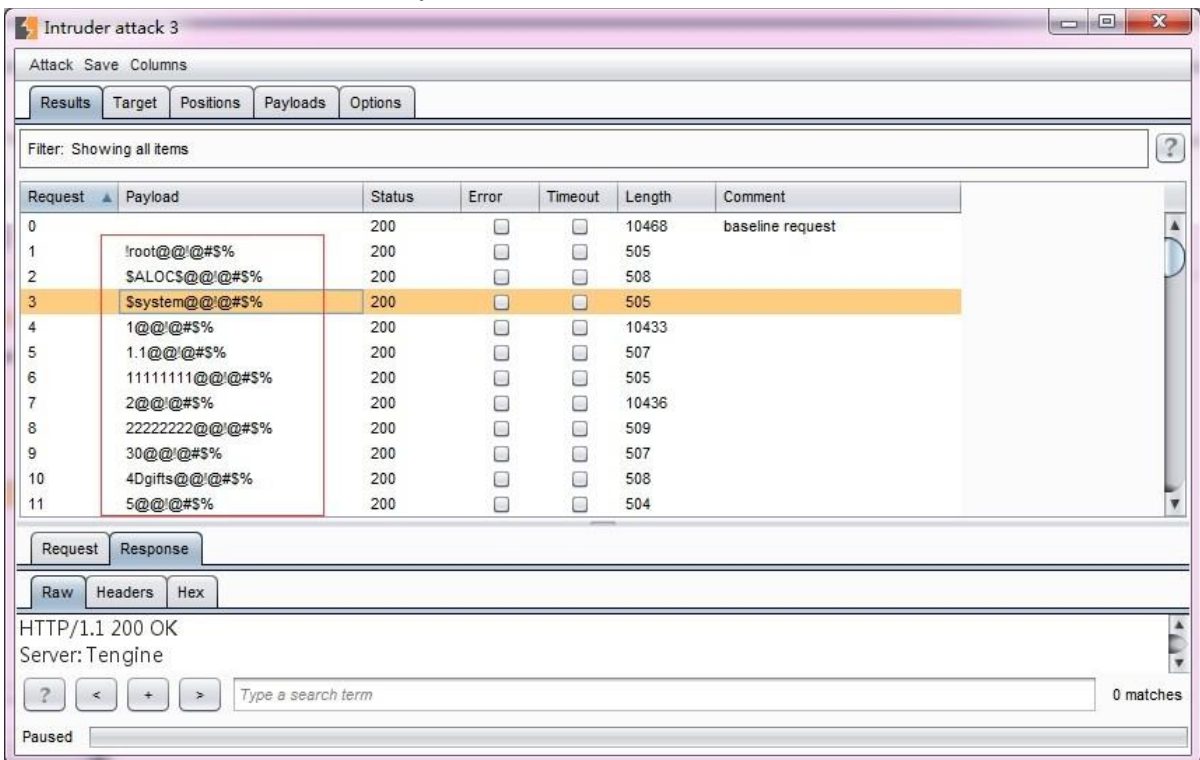 Intruder attack 3
Attack Save Columns
Results Target Positions Payloads Options
Filter: Showing all items ?
Request Payload Status Error Timeout Length Comment
0 200 10468 baseline request
1 !root@@!@#$% 200 505
2 $ALOC$@@!@#$% 200 508
3 $system@@!@#$% 200 505
4 1@@!@#$% 200 10433
5 1.1@@!@#$% 200 507
6 11111111@@!@#$% 200 505
7 2@@!@#$% 200 10436
8 22222222@@!@#$% 200 509
9 30@@!@#$% 200 507
10 4Dgifts@@!@#$% 200 508
11 5@@!@#$% 200 504
Request Response
Raw Headers Hex
HTTP/1.1 200 OK
Server: Tengine
? < + > Type a search term 0 matches
Paused